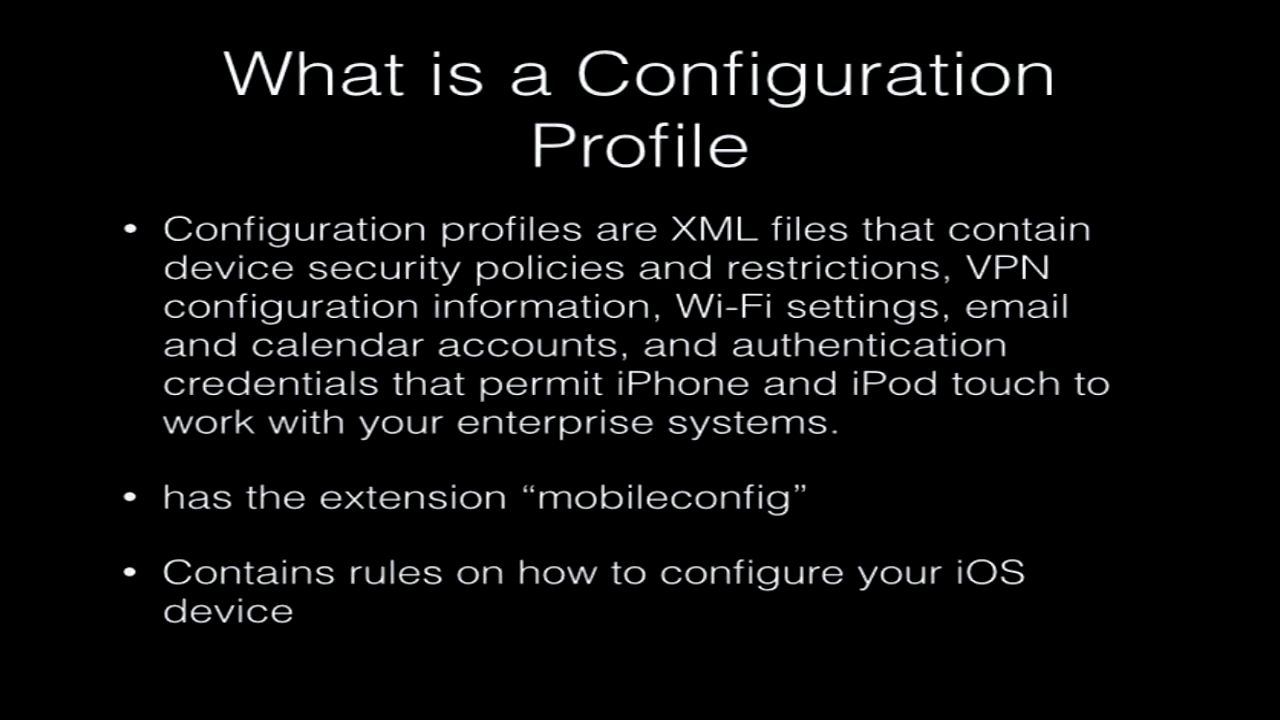 What is a Configuration
Profile
• Configuration profiles are XML files that contain
device security policies and restrictions, VPN
configuration information, Wi-Fi settings, email
and calendar accounts, and authentication
credentials that permit iPhone and iPod touch to
work with your enterprise systems.
• has the extension “mobileconfig”
• Contains rules on how to configure your iOS
device